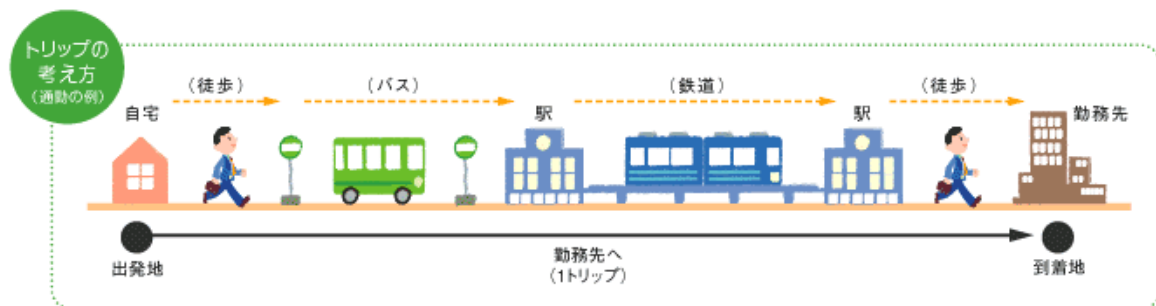 トリップの
考え方
(通勤の例)
(徒歩)
(バス)
(鉄道)
(徒歩)
自宅
駅
駅
勤務先
勤務先へ
(1トリップ)
出発地
到着地